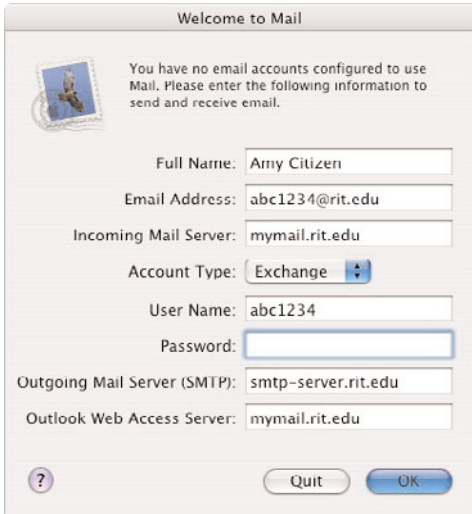 Welcome to Mail
You have no email accounts configured to use
Mail. Please enter the following information to
send and receive email.
Full Name: Amy Citizen
Email Address: abc1234@rit.edu
Incoming Mail Server: mymail.rit.edu
Account Type: Exchange
User Name: abc1234
Password:
Outgoing Mail Server (SMTP): smtp-server.rit.edu
Outlook Web Access Server: mymail.rit.edu
? Quit OK